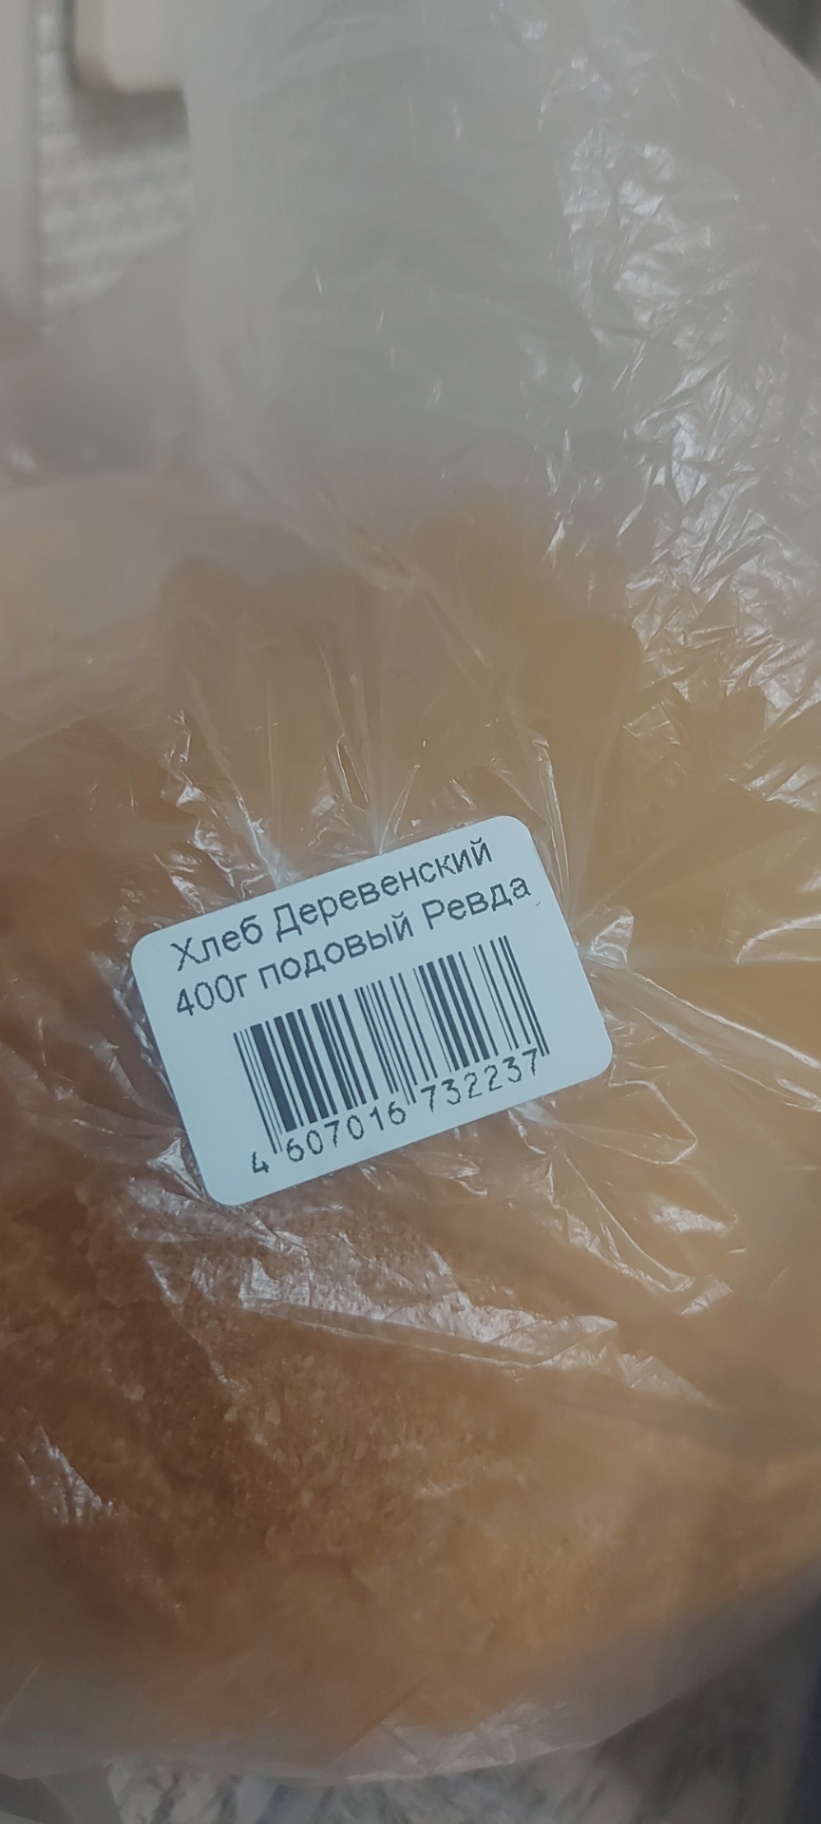 Хлеб Деревенский
400г подовый Ревда
4 607016 732237